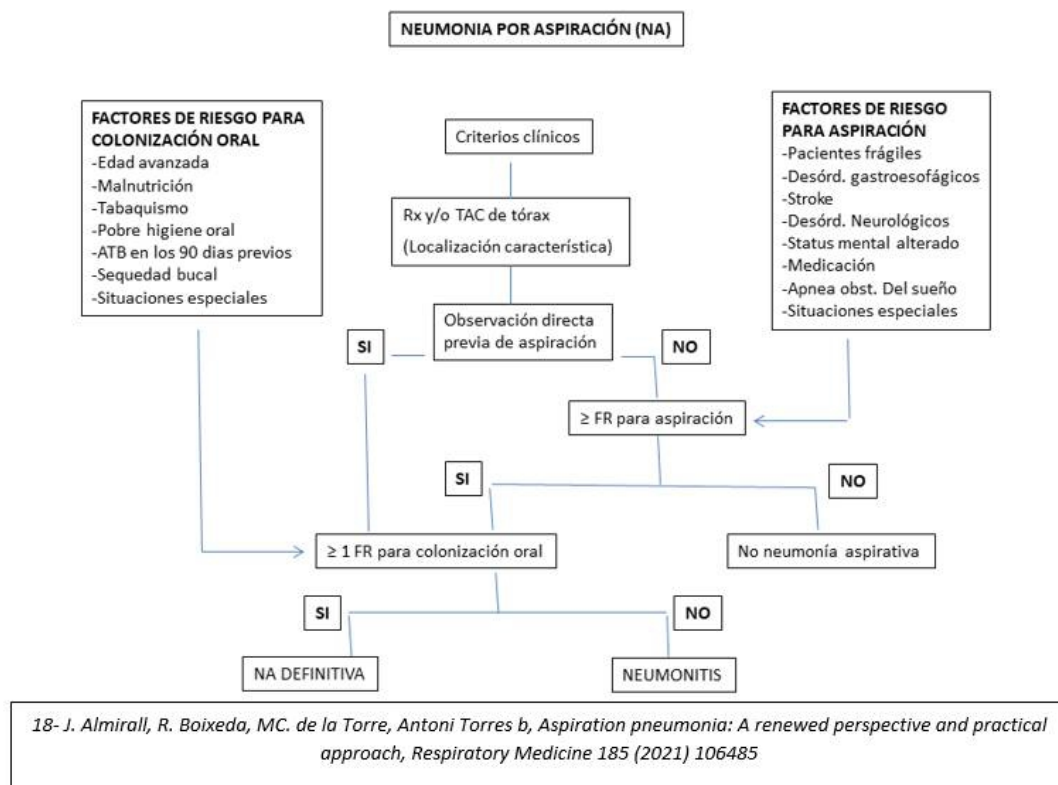 NEUMONIA POR ASPIRACIÓN (NA)
FACTORES DE RIESGO PARA
COLONIZACIÓN ORAL
-Edad avanzada
-Malnutrición
-Tabaquismo
-Pobre higiene oral
-ATB en los 90 dias previos
-Sequedad bucal
-Situaciones especiales
Criterios clínicos
Rx y/o TAC de tórax
(Localización característica)
Observación directa
previa de aspiración
FACTORES DE RIESGO
PARA ASPIRACIÓN
-Pacientes frágiles
-Desórd. gastroesofágicos
-Stroke
-Desórd. Neurológicos
-Status mental alterado
-Medicación
-Apnea obst. Del sueño
-Situaciones especiales
SI
NO
≥ FR para aspiración
SI
NO
≥ 1 FR para colonización oral
No neumonía aspirativa
SI
NO
NA DEFINITIVA
NEUMONITIS
18- J. Almirall, R. Boixeda, MC. de la Torre, Antoni Torres b, Aspiration pneumonia: A renewed perspective and practical
approach, Respiratory Medicine 185 (2021) 106485